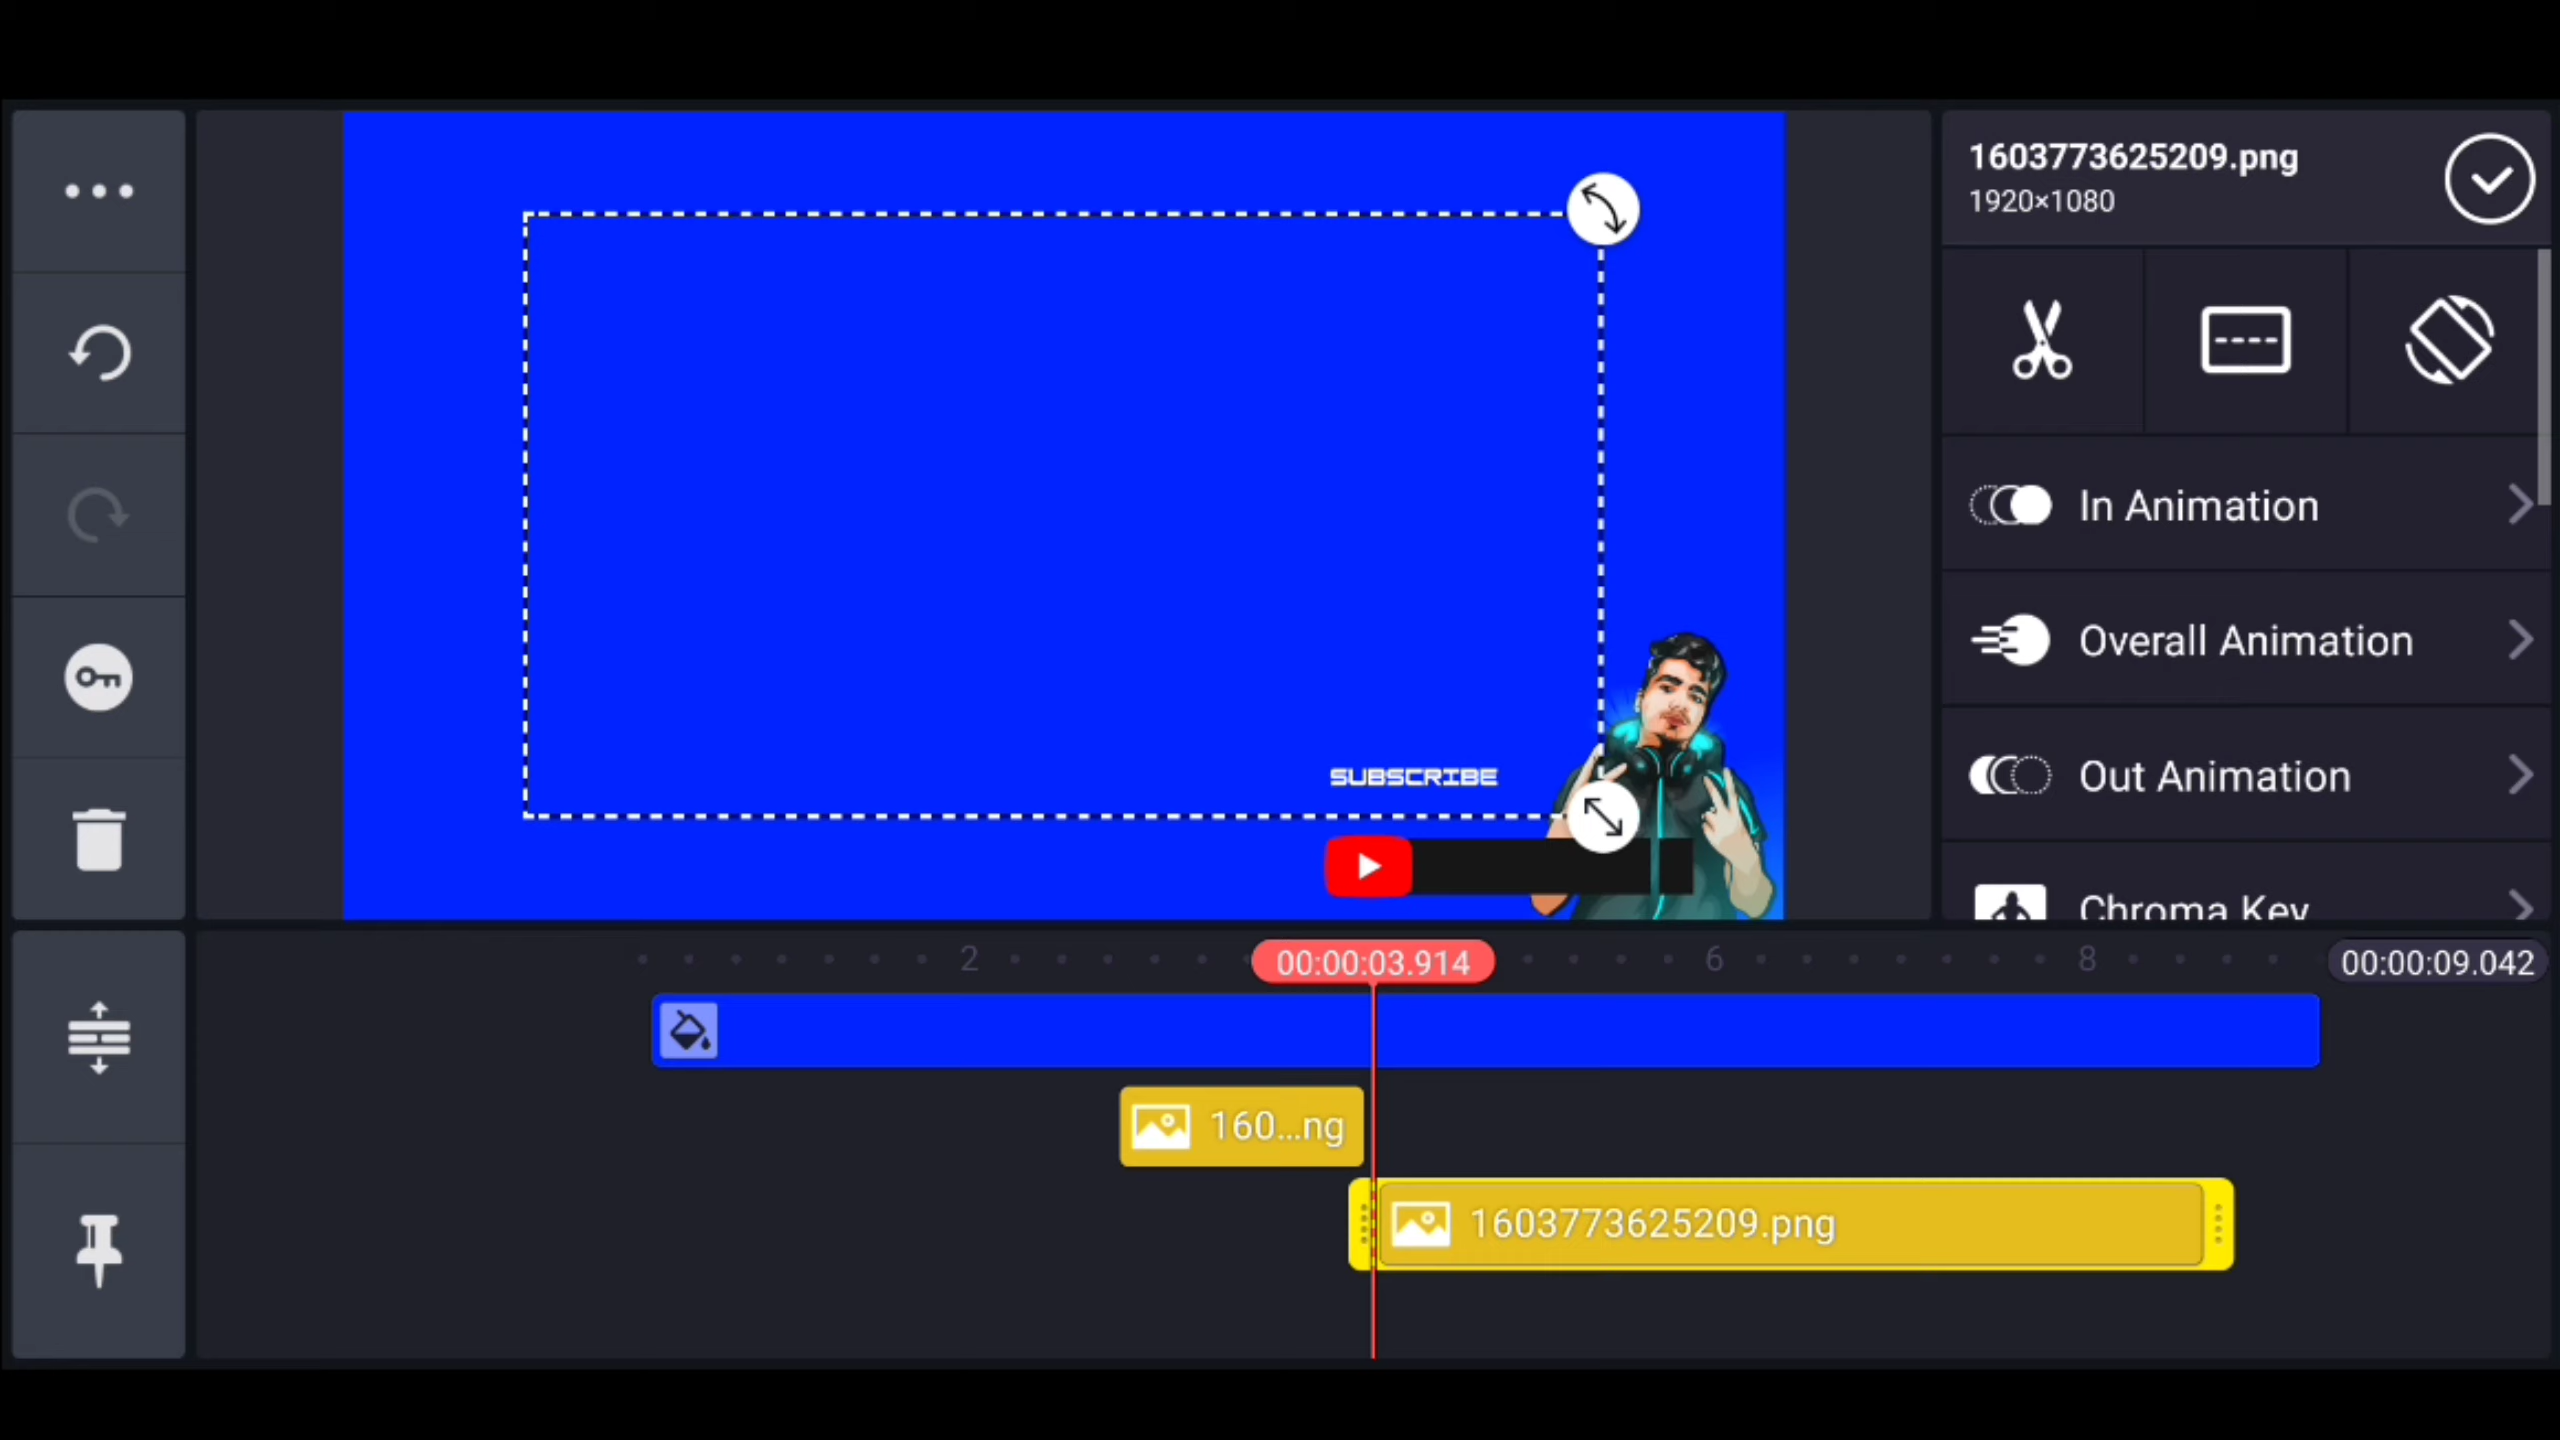 1603773625209.png
1920×1080
In Animation
Overall Animation
Out Animation
Chroma Key
SUBSCRIBE
2
00:00:03.914
6
8
00:00:09.042
160...ng
1603773625209.png